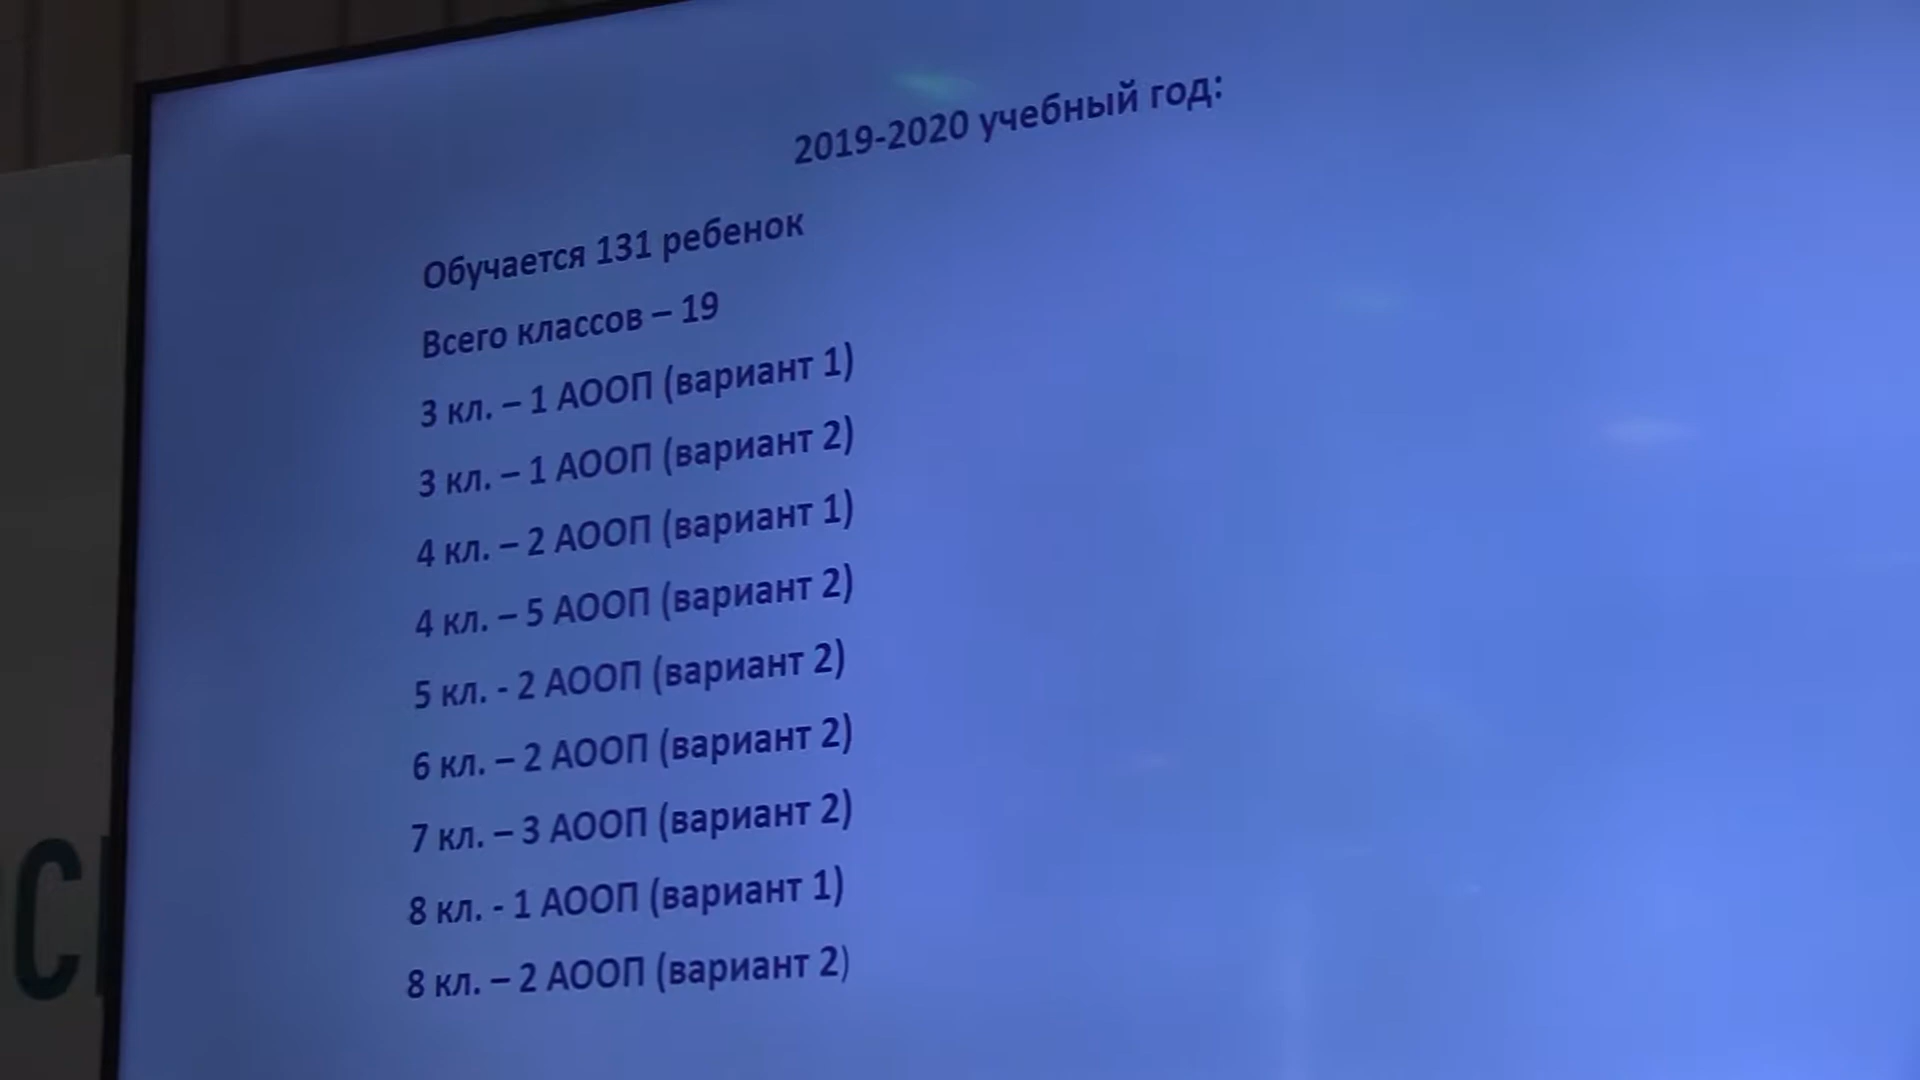 2019-2020 учебный год:
Обучается 131 ребенок
Всего классов – 19
3 кл. – 1 АООП (вариант 1)
3 кл. – 1 АООП (вариант 2)
4 кл. – 2 АООП (вариант 1)
4 кл. – 5 АООП (вариант 2)
5 кл. - 2 АООП (вариант 2)
6 кл. – 2 АООП (вариант 2)
7 кл. – 3 АООП (вариант 2)
8 кл. - 1 АООП (вариант 1)
8 кл. – 2 АООП (вариант 2)